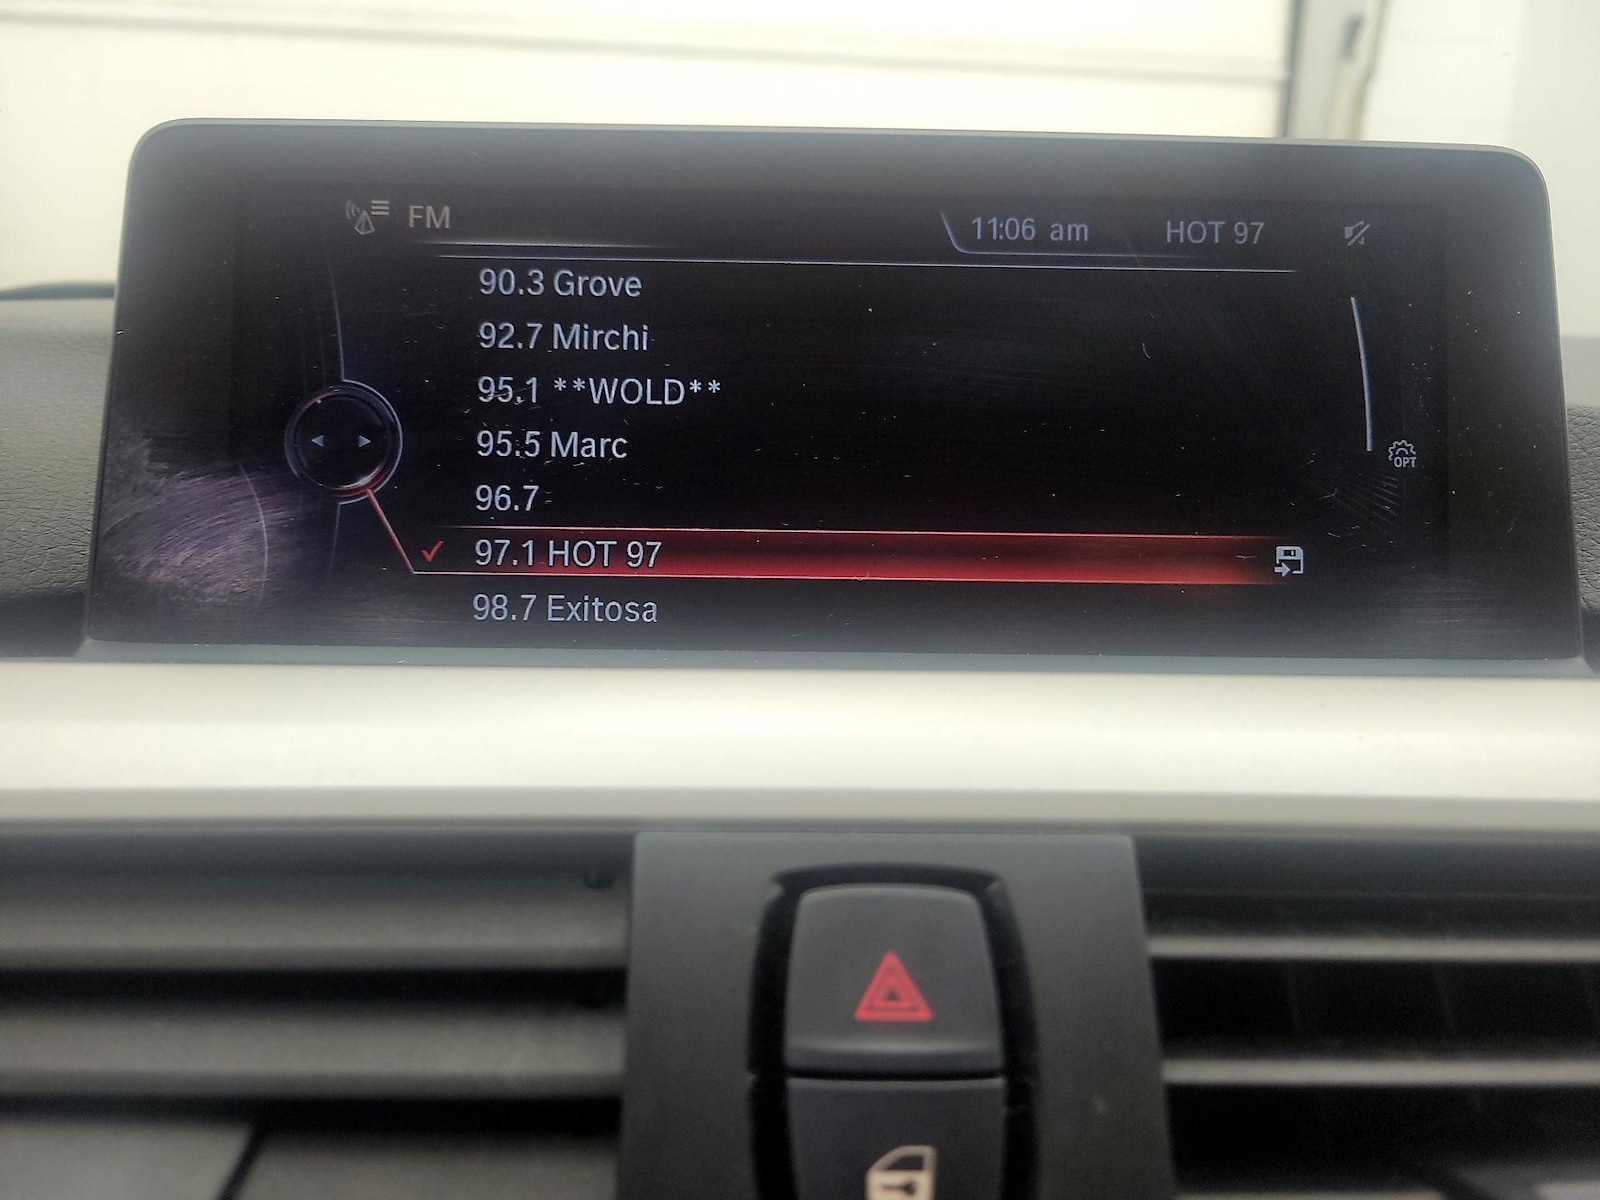 FM
11:06 am HOT 97
90.3 Grove
92.7 Mirchi
95.1 **WOLD**
95.5 Marc
96.7
97.1 HOT 97
98.7 Exitosa
OPT